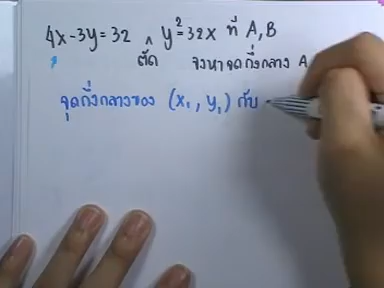 4x-3y=32 ตัด y²=32x ที่ A,B
จงหาจุดกึ่งกลาง A
จุดกึ่งกลางของ (x₁, y₁) กับ